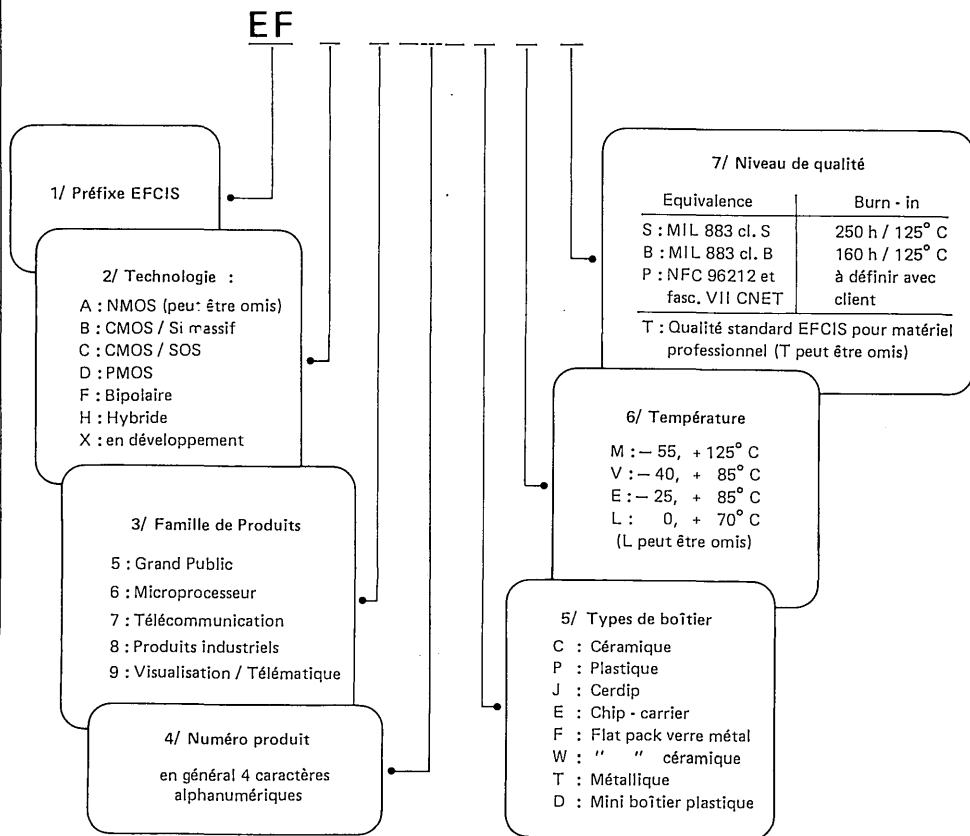 EF
1/ Préfixe EFCIS
2/ Technologie :
A : NMOS (peut être omis)
B : CMOS / Si massif
C : CMOS / SOS
D : PMOS
F : Bipolaire
H : Hybride
X : en développement
3/ Famille de Produits
5 : Grand Public
6 : Microprocesseur
7 : Télécommunication
8 : Produits industriels
9 : Visualisation / Télématique
4/ Numéro produit
en général 4 caractères
alphanumériques
7/ Niveau de qualité
Equivalence Burn - in
S : MIL 883 cl. S 250 h / 125° C
B : MIL 883 cl. B 160 h / 125° C
P : NFC 96212 et à définir avec
fasc. VII CNET client
T : Qualité standard EFCIS pour matériel
professionnel (T peut être omis)
6/ Température
M : – 55, + 125° C
V : – 40, + 85° C
E : – 25, + 85° C
L : 0, + 70° C
(L peut être omis)
5/ Types de boîtier
C : Céramique
P : Plastique
J : Cerdip
E : Chip - carrier
F : Flat pack verre métal
W : " " céramique
T : Métallique
D : Mini boîtier plastique